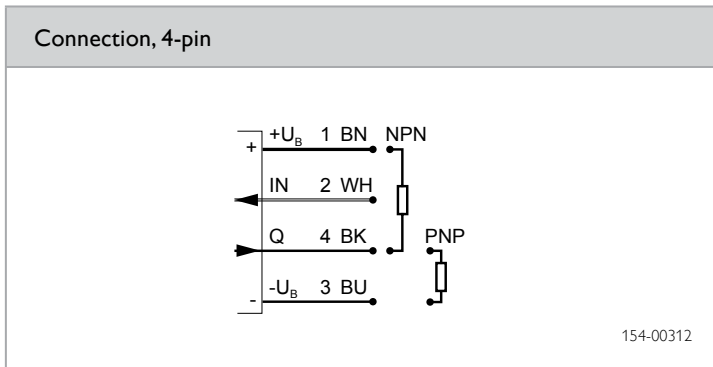 Connection, 4-pin
+U_B 1 BN NPN
+
IN 2 WH
Q 4 BK PNP
-U_B 3 BU
-
154-00312